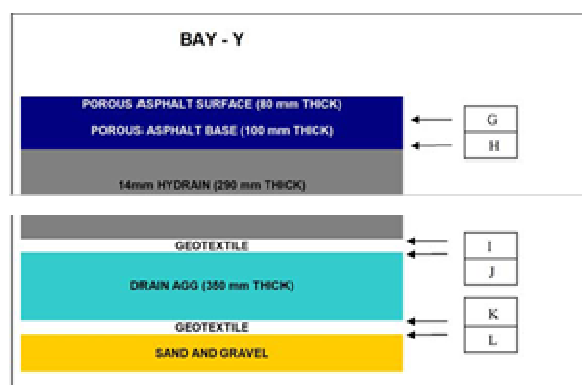 BAY - Y
POROUS ASPHALT SURFACE (80 mm THICK)
G
POROUS ASPHALT BASE (100 mm THICK)
H
14mm HYDRAIN (290 mm THICK)
GEOTEXTILE
I
J
DRAIN AGG (350 mm THICK)
K
GEOTEXTILE
L
SAND AND GRAVEL